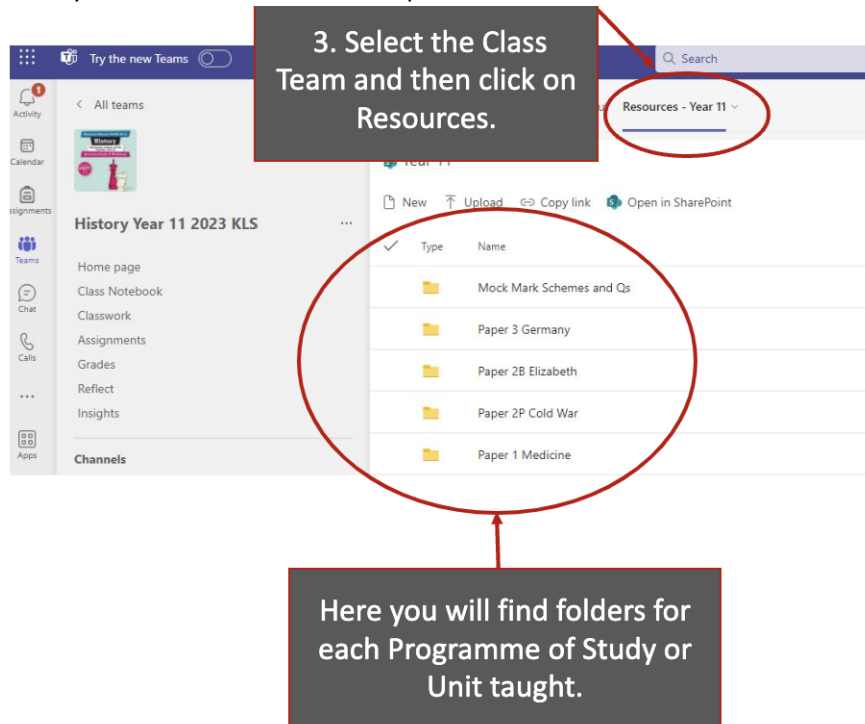 3. Select the Class
Team and then click on
Resources.
Try the new Teams
Search
1
Activity
Calendar
ssignments
Teams
Chat
Calls
Apps
All teams
History
History Year 11 2023 KLS
Home page
Class Notebook
Classwork
Assignments
Grades
Reflect
Insights
Channels
Resources - Year 11
Year 11
New Upload Copy link Open in SharePoint
Type Name
Mock Mark Schemes and Qs
Paper 3 Germany
Paper 2B Elizabeth
Paper 2P Cold War
Paper 1 Medicine
Here you will find folders for
each Programme of Study or
Unit taught.